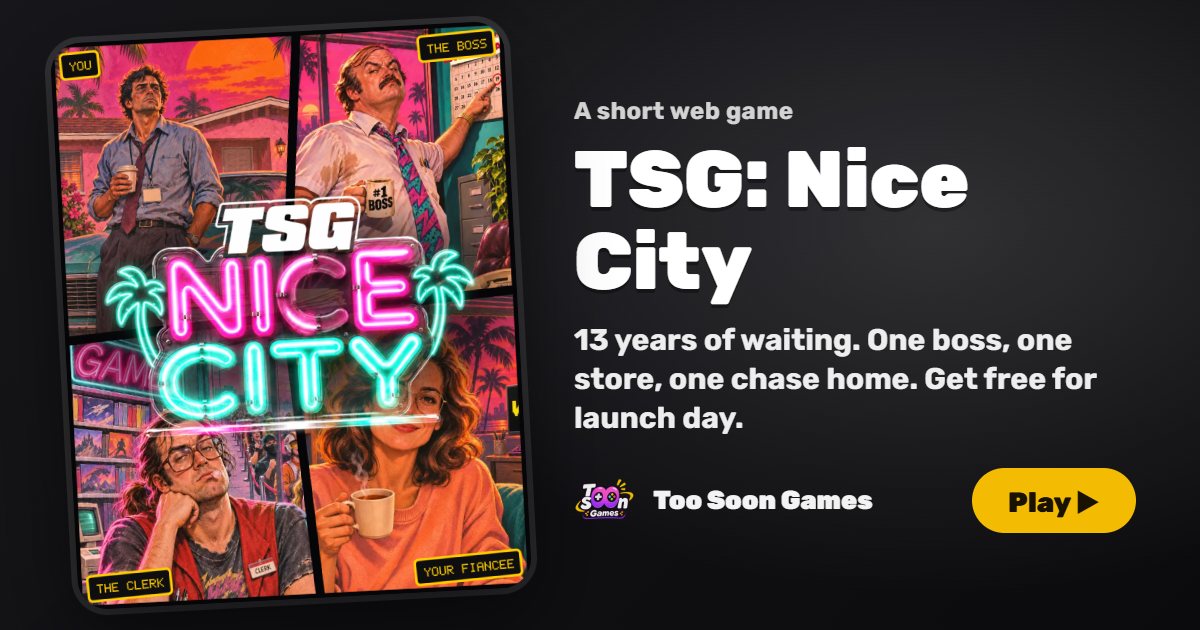 YOU
THE BOSS
#1
BOSS
TSG
NICE
CITY
GAM
CLERK
THE CLERK
YOUR FIANCEE
A short web game
TSG: Nice
City
13 years of waiting. One boss, one
store, one chase home. Get free for
launch day.
Too Soon
Games
Too Soon Games
Play ▶